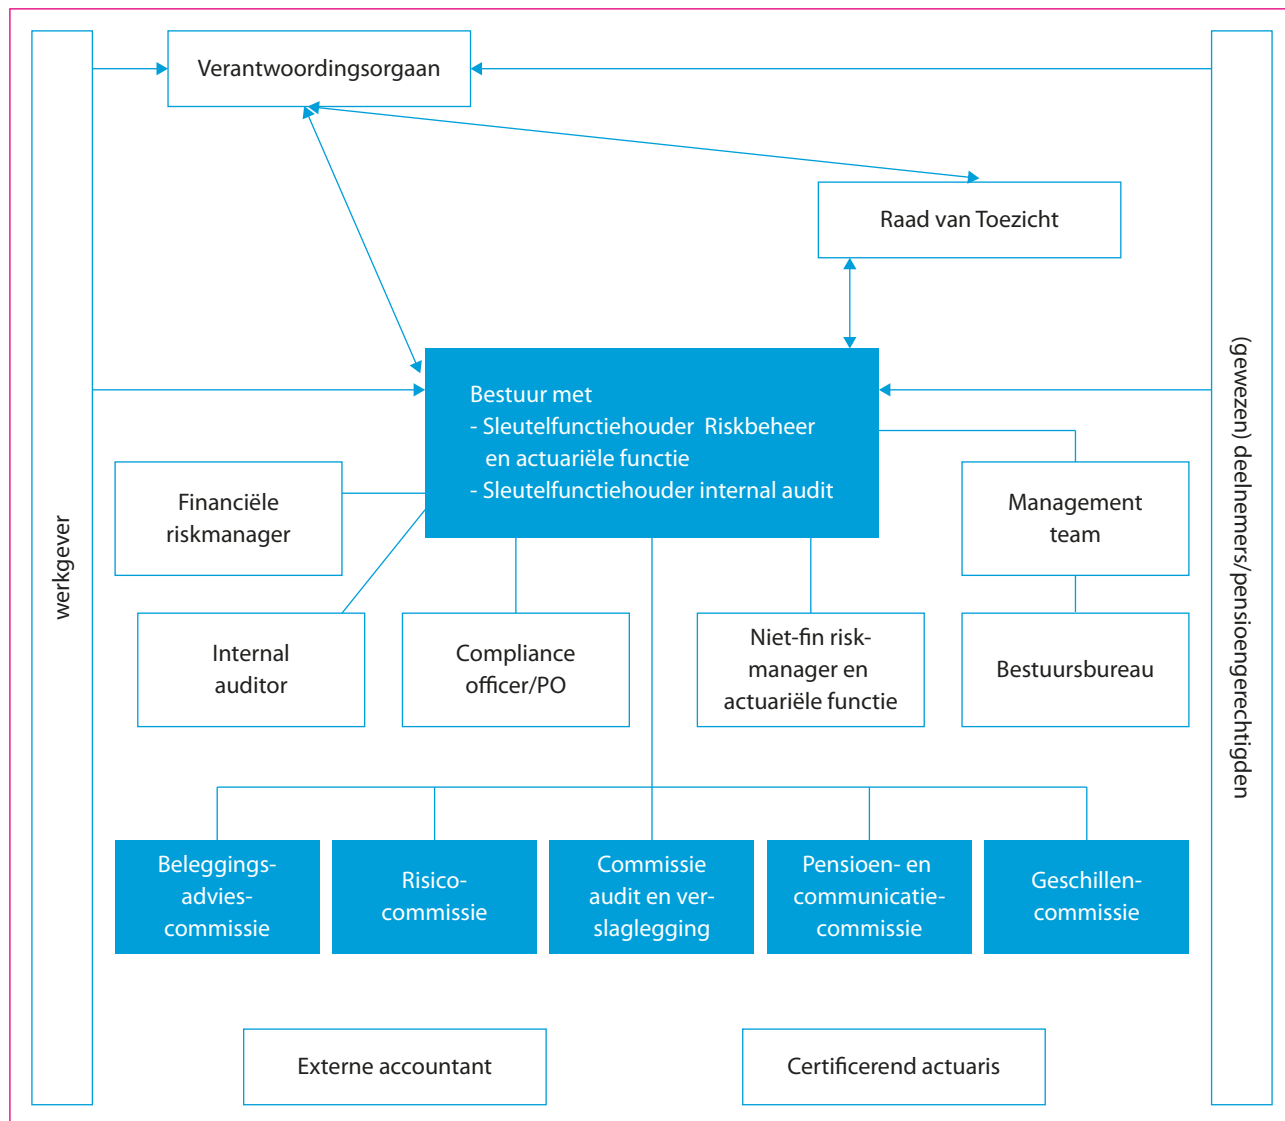 Verantwoordingsorgaan
Raad van Toezicht
werkgever
(gewezen) deelnemers/pensioengerechtigden
Bestuur met
- Sleutelfunctiehouder Riskbeheer
en actuariële functie
- Sleutelfunctiehouder internal audit
Financiële
riskmanager
Management
team
Internal
auditor
Compliance
officer/PO
Niet-fin risk-
manager en
actuariële functie
Bestuursbureau
Beleggings-
advies-
commissie
Risico-
commissie
Commissie
audit en ver-
slaglegging
Pensioen- en
communicatie-
commissie
Geschillen-
commissie
Externe accountant
Certificerend actuaris